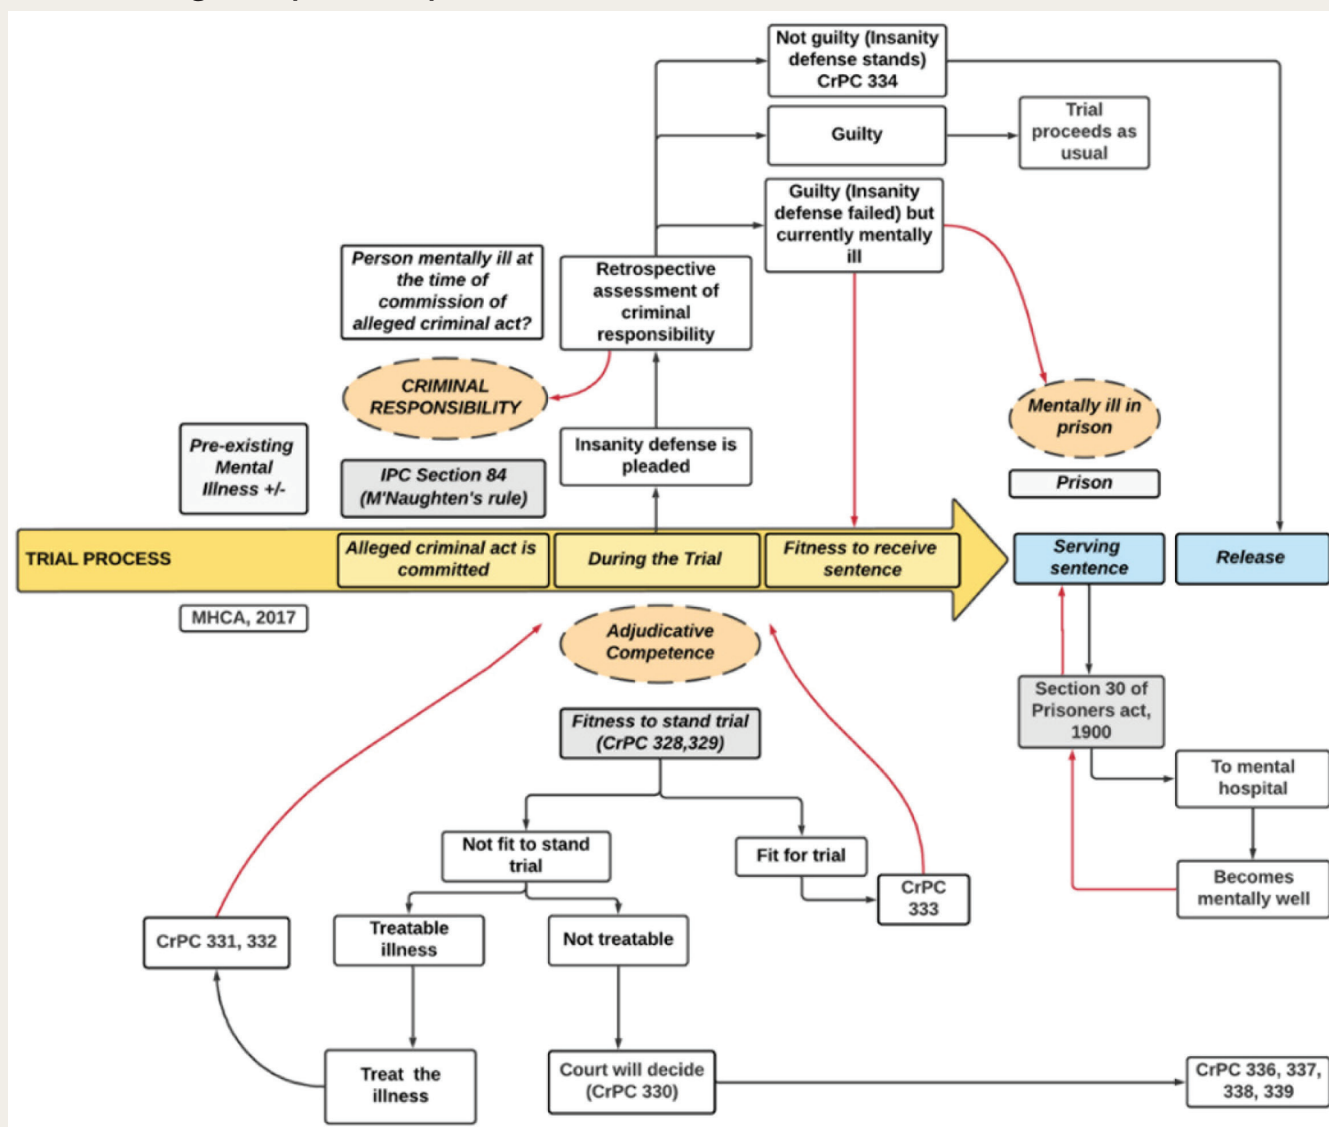 Not guilty (Insanity
defense stands)
CrPC 334
Guilty
Trial
proceeds as
usual
Guilty (Insanity
defense failed) but
currently mentally
ill
Person mentally ill at
the time of
commission of
alleged criminal act?
Retrospective
assessment of
criminal
responsibility
CRIMINAL
RESPONSIBILITY
Mentally ill in
prison
Pre-existing
Mental
Illness +/-
IPC Section 84
(M'Naughten's rule)
Insanity defense is
pleaded
Prison
TRIAL PROCESS
Alleged criminal act is
committed
During the Trial
Fitness to receive
sentence
Serving
sentence
Release
MHCA, 2017
Adjudicative
Competence
Fitness to stand trial
(CrPC 328,329)
Section 30 of
Prisoners act,
1900
To mental
hospital
Not fit to stand
trial
Fit for trial
CrPC
333
Becomes
mentally well
CrPC 331, 332
Treatable
illness
Not treatable
Treat the
illness
Court will decide
(CrPC 330)
CrPC 336, 337,
338, 339